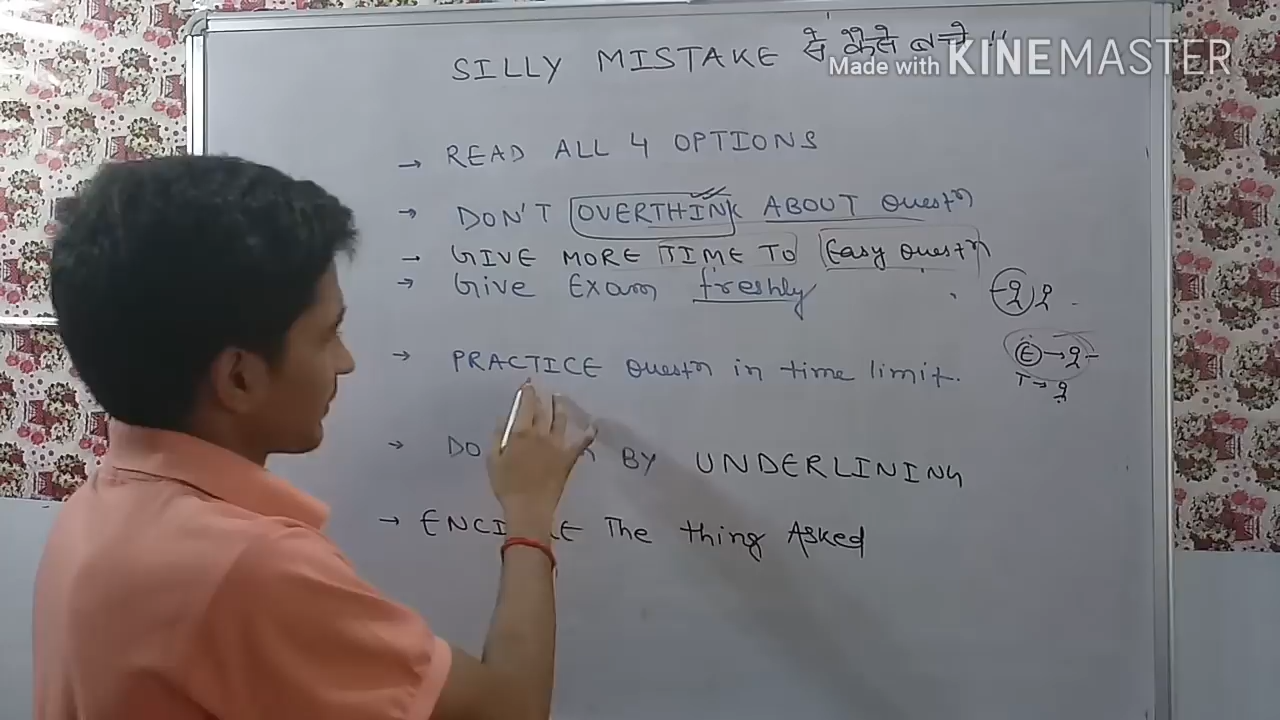 SILLY MISTAKE से कैसे बचे "
Made with KINEMASTER
→ READ ALL 4 OPTIONS
→ DON'T OVERTHINK ABOUT Questn
→ GIVE MORE TIME TO Easy Questn
→ Give Exam freshly
→ PRACTICE Questn in time limit.
→ DO BY UNDERLINING
→ The thing Asked